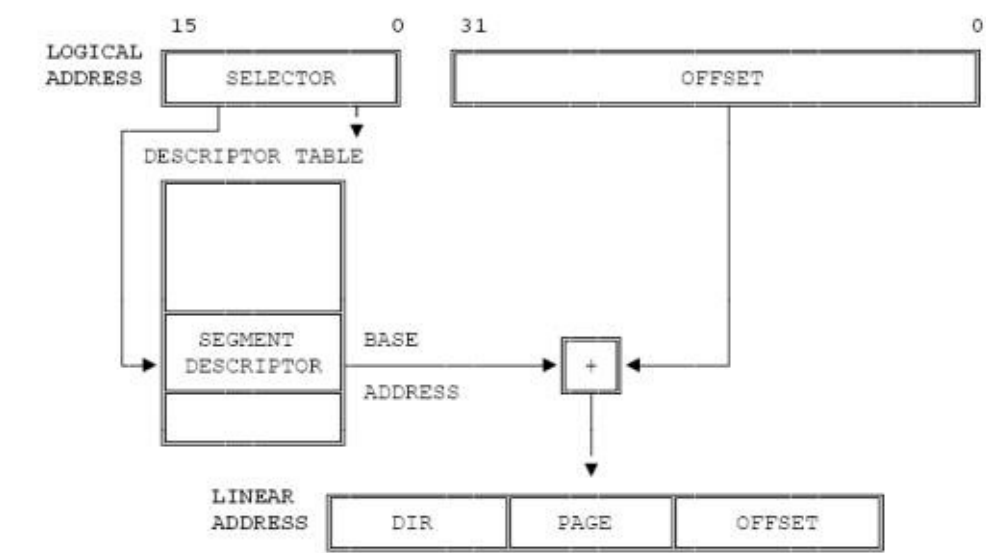 15 0 31 0
LOGICAL
ADDRESS
SELECTOR
OFFSET
DESCRIPTOR TABLE
SEGMENT
DESCRIPTOR
BASE
ADDRESS
+
LINEAR
ADDRESS
DIR
PAGE
OFFSET